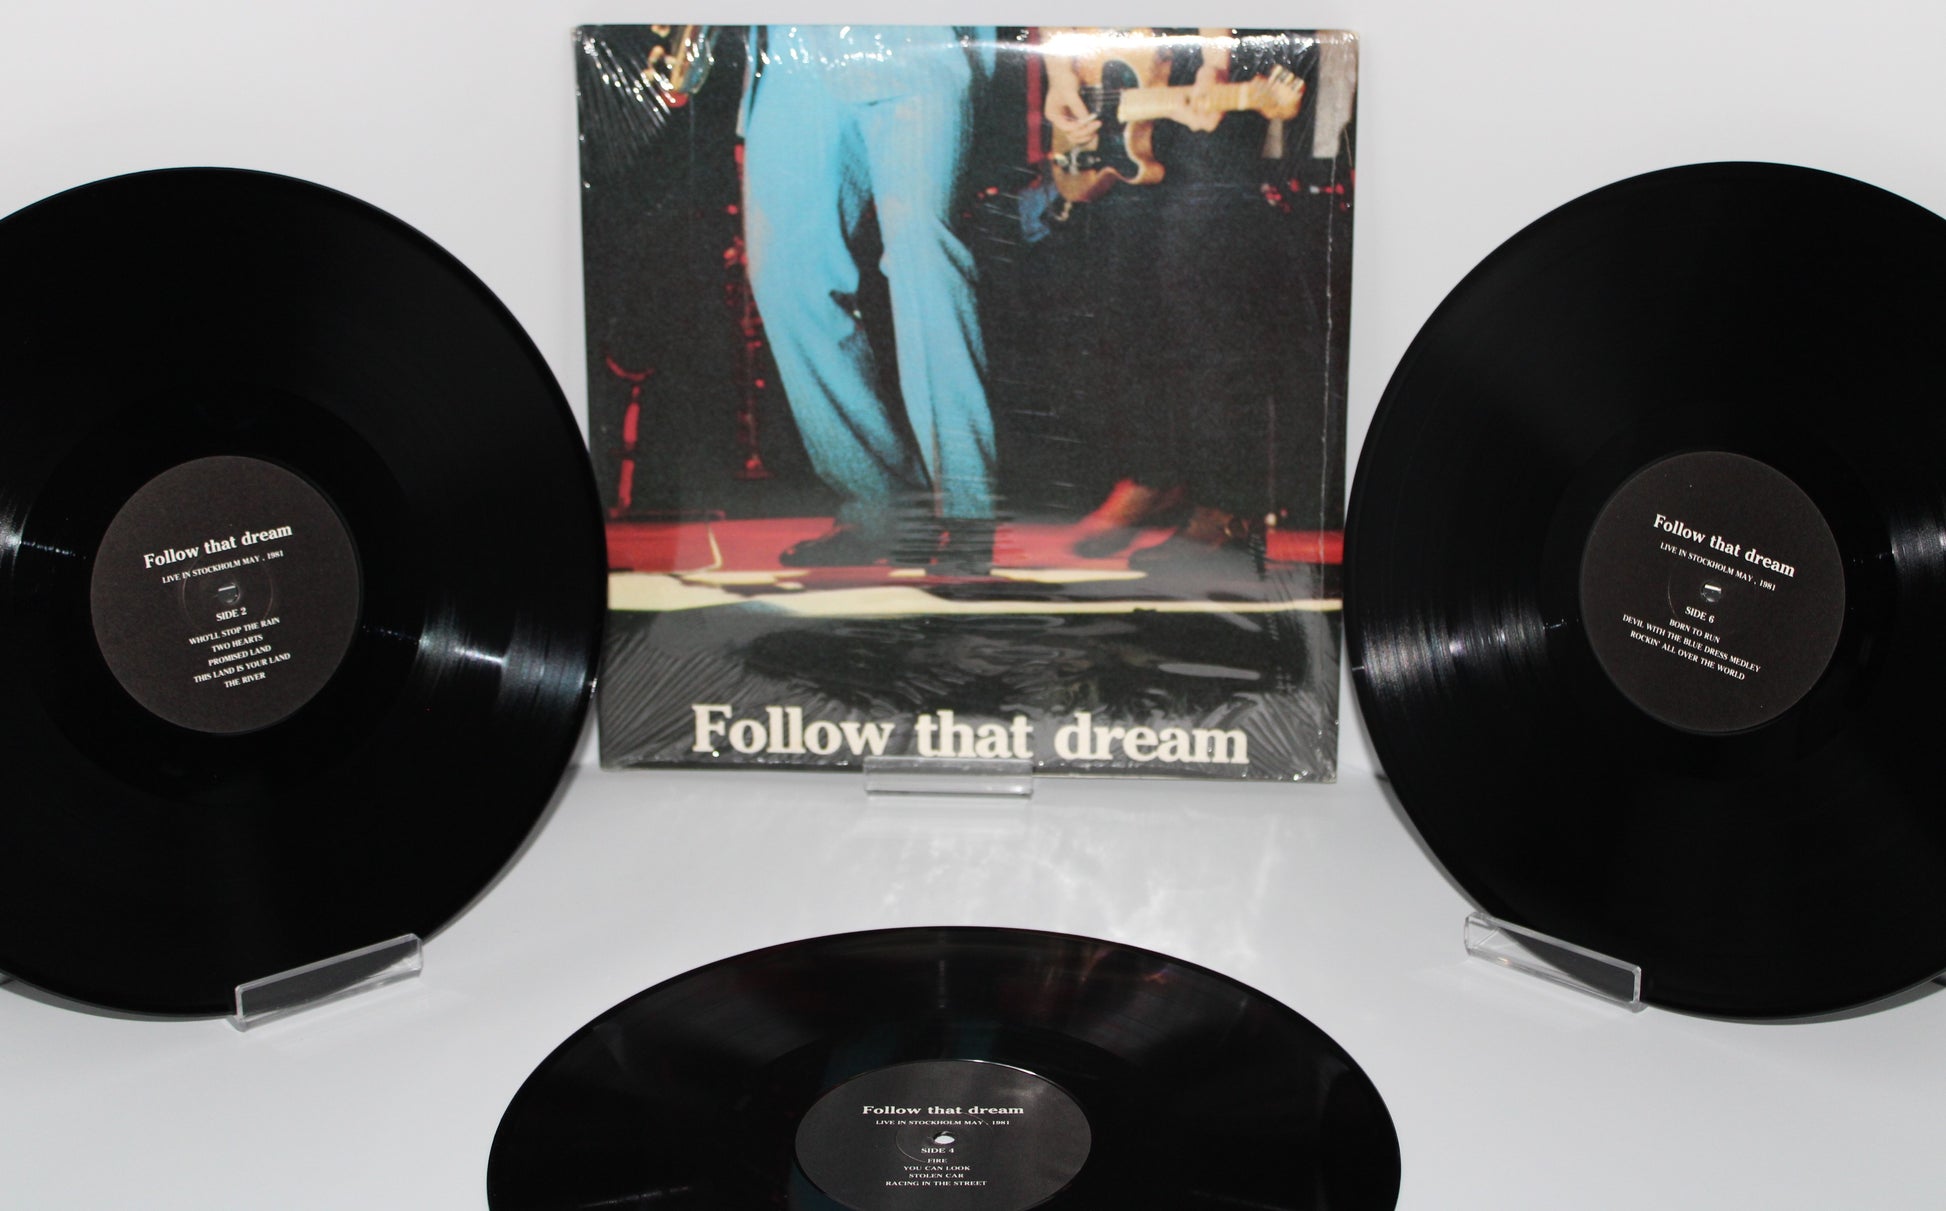 Follow that dream
Follow that dream
LIVE IN STOCKHOLM MAY . 1981
SIDE 2
WHO'LL STOP THE RAIN
TWO HEARTS
PROMISED LAND
THIS LAND IS YOUR LAND
THE RIVER
Follow that dream
LIVE IN STOCKHOLM MAY , 1981
SIDE 6
BORN TO RUN
DEVIL WITH THE BLUE DRESS MEDLEY
ROCKIN' ALL OVER THE WORLD
Follow that dream
LIVE IN STOCKHOLM MAY , 1981
SIDE 4
FIRE
YOU CAN LOOK
STOLEN CAR
RACING IN THE STREET